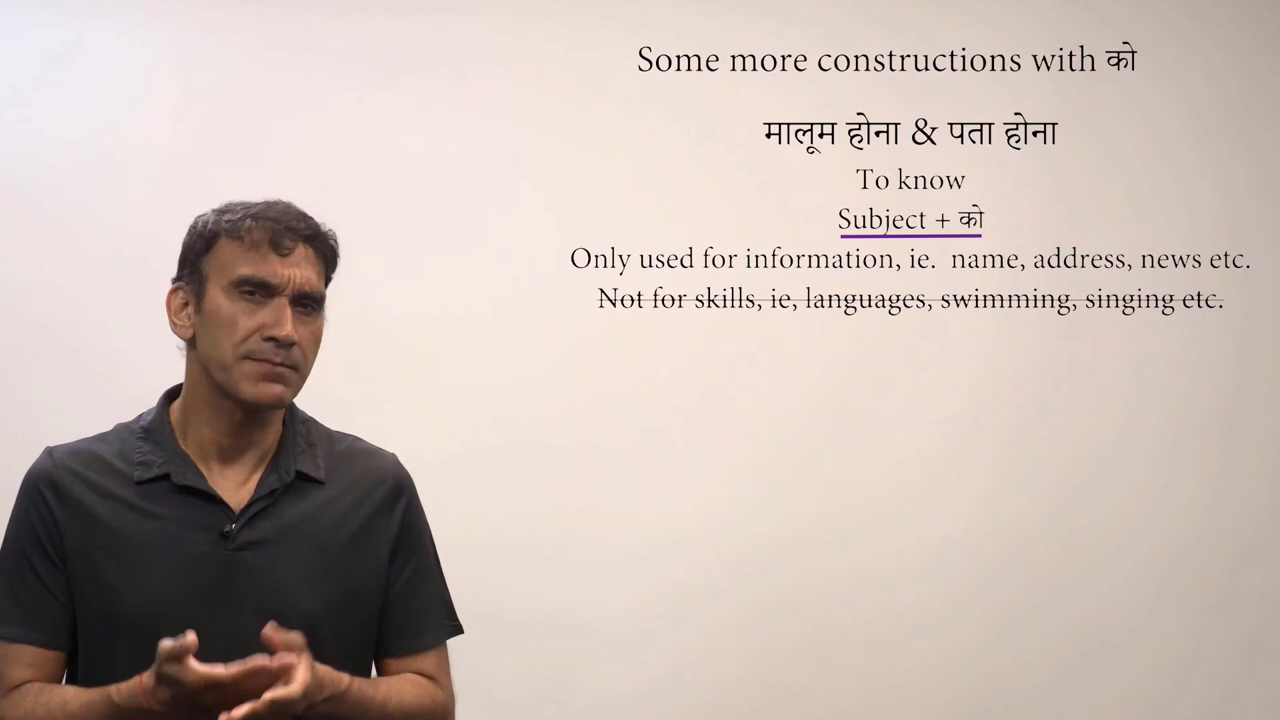 Some more constructions with को
मालूम होना & पता होना
To know
Subject + को
Only used for information, ie. name, address, news etc.
Not for skills, ie, languages, swimming, singing etc.